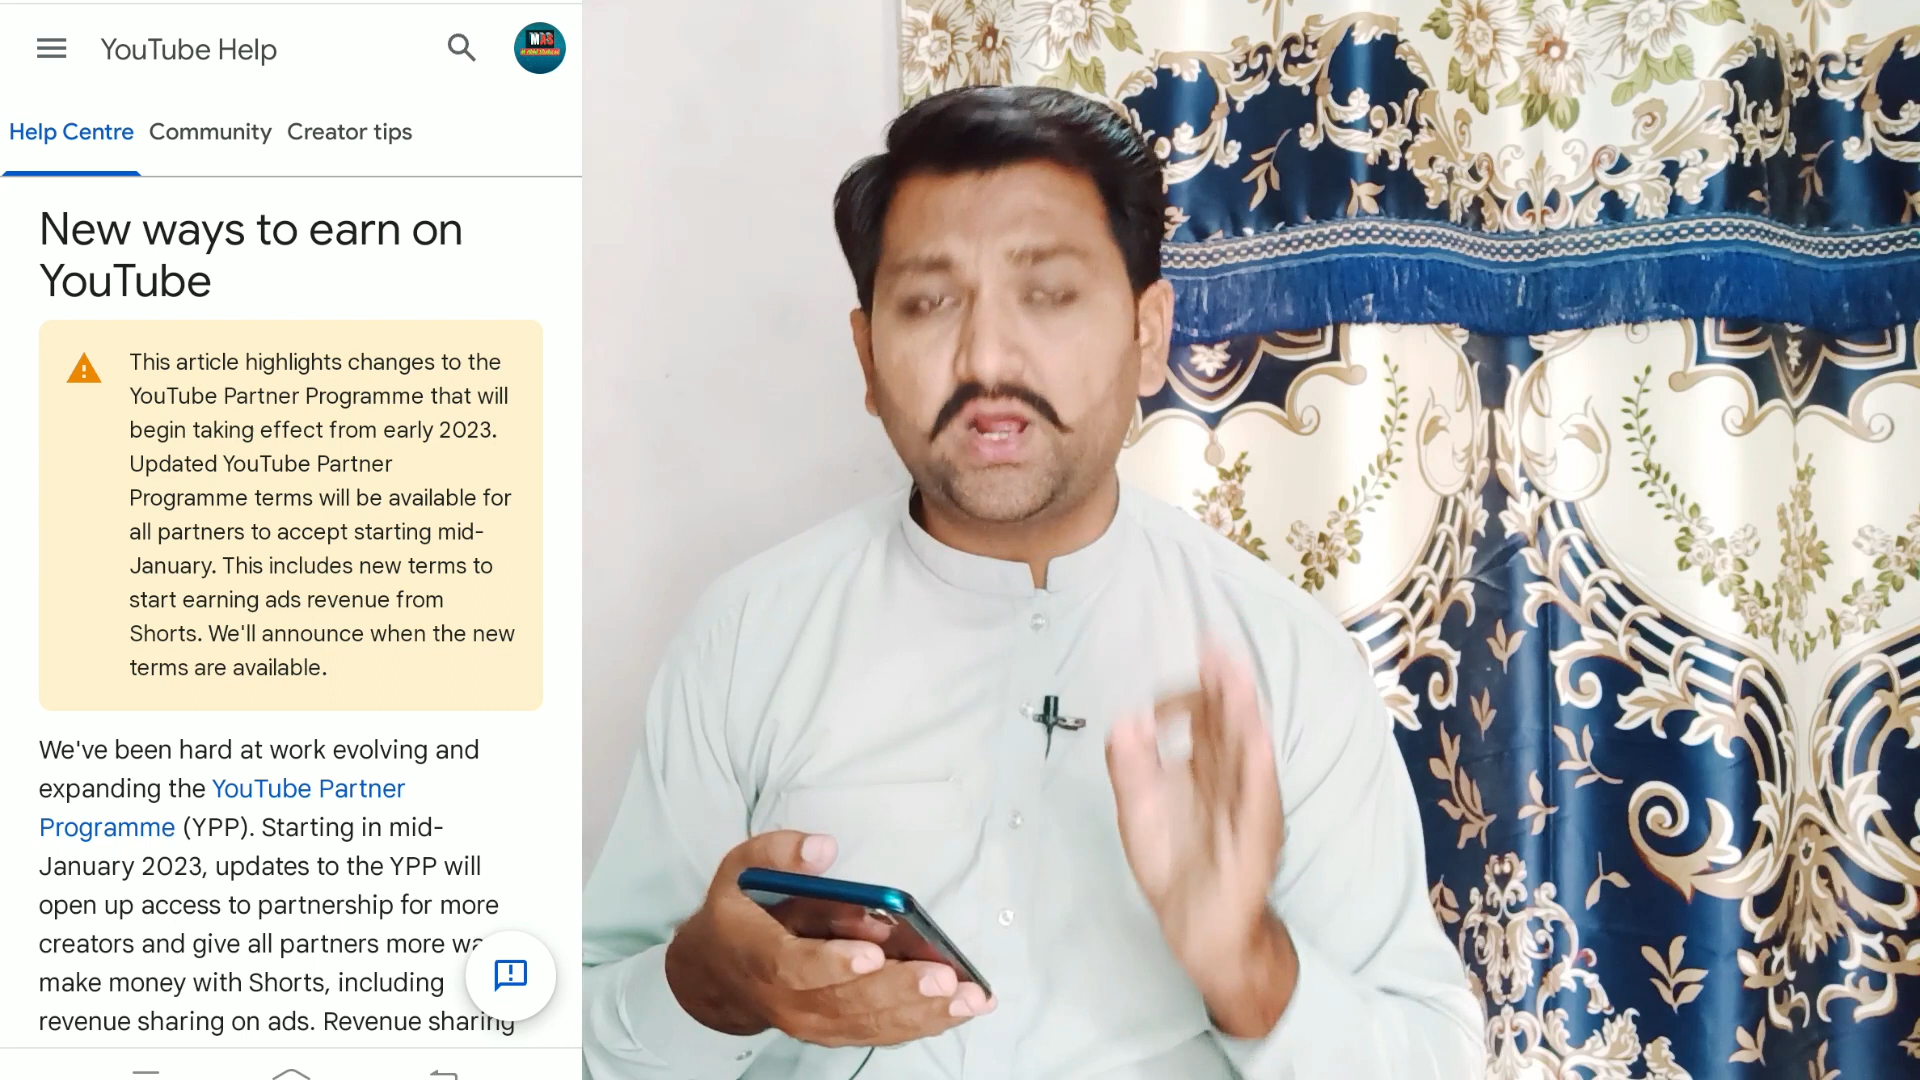 YouTube Help
MAS
Help Centre Community Creator tips
New ways to earn on
YouTube
This article highlights changes to the
YouTube Partner Programme that will
begin taking effect from early 2023.
Updated YouTube Partner
Programme terms will be available for
all partners to accept starting mid-
January. This includes new terms to
start earning ads revenue from
Shorts. We'll announce when the new
terms are available.
We've been hard at work evolving and
expanding the YouTube Partner
Programme (YPP). Starting in mid-
January 2023, updates to the YPP will
open up access to partnership for more
creators and give all partners more wa
make money with Shorts, including
revenue sharing on ads. Revenue sharing